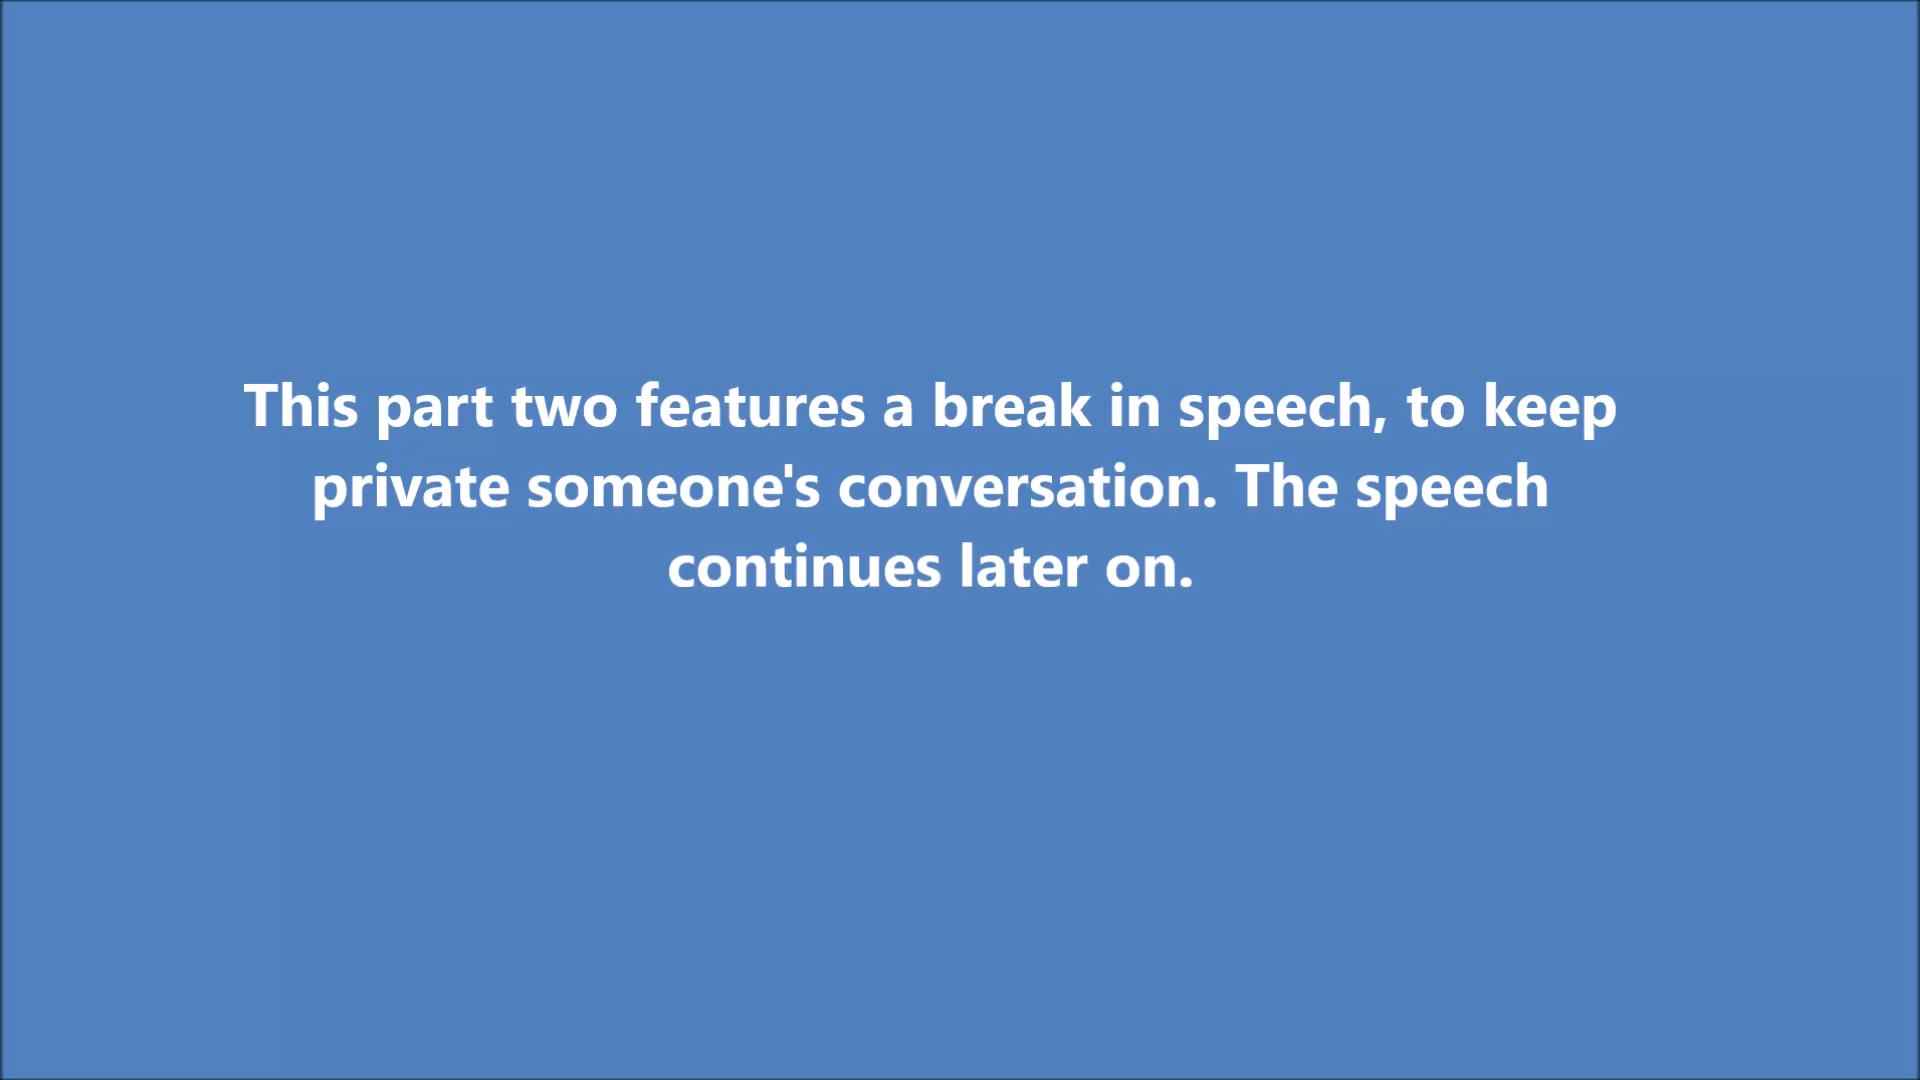 This part two features a break in speech, to keep
private someone's conversation. The speech
continues later on.